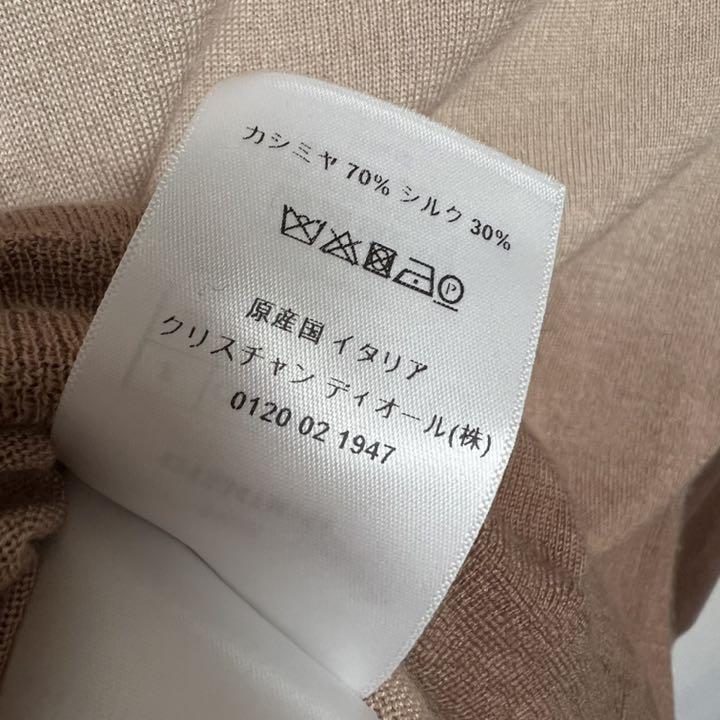 カシミヤ 70% シルク 30%
P
原産国 イタリア
クリスチャン ディオール(株)
0120 02 1947